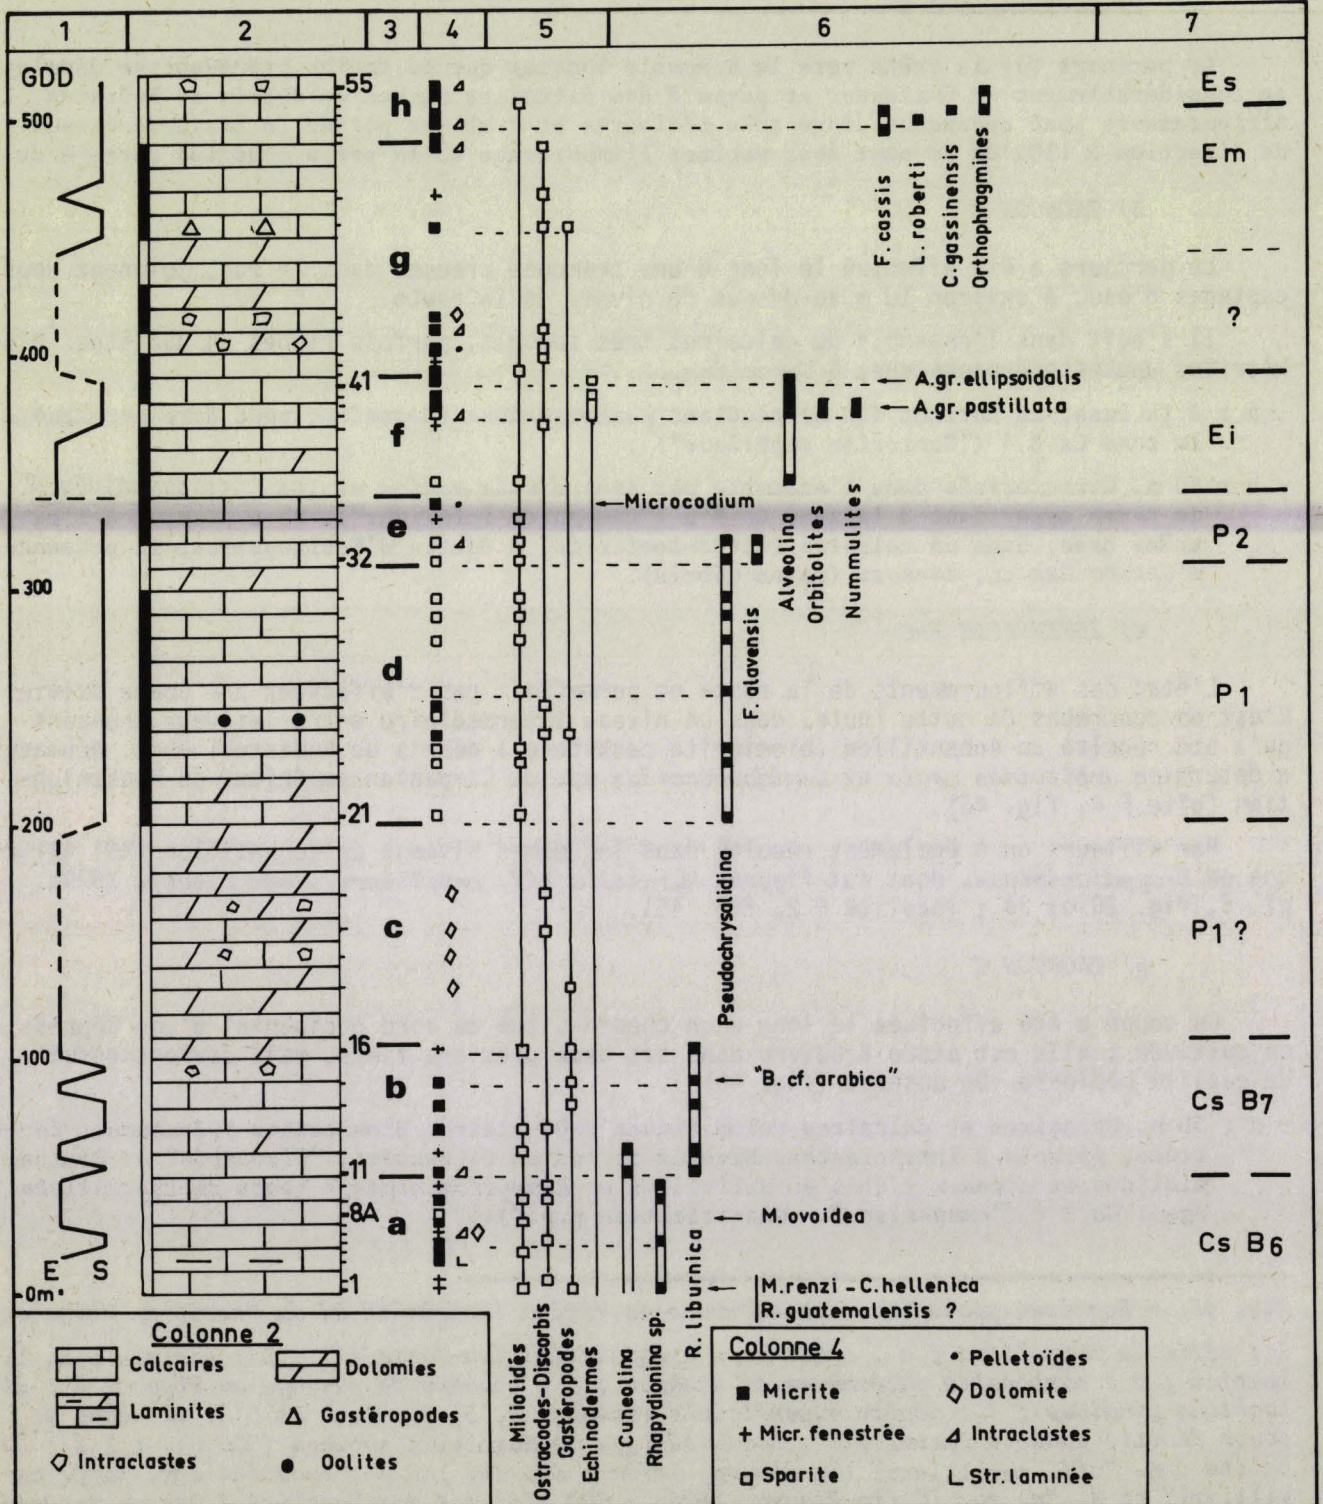 1 2 3 4 5 6 7
GDD
55
h
Es
500
Em
F. cassis
L. roberti
C. gassinensis
Orthophragmines
g
?
400
41
A.gr. ellipsoidalis
A.gr. pastillata
f
Ei
Microcodium
e
P2
32
300
Alveolina
Orbitolites
Nummulites
F. alavensis
d
P1
21
200
Pseudochrysalidina
c
P1 ?
16
100
"B. cf. arabica"
b
Cs B7
11
8A
M. ovoidea
a
Cs B6
E S
0m
1
M. renzi - C. hellenica
R. guatemalensis ?
Miliolidés
Ostracodes-Discorbis
Gastéropodes
Echinodermes
Cuneolina
Rhapydionina sp.
R. liburnica
Colonne 2
Calcaires
Dolomies
Laminites
Gastéropodes
Intraclastes
Oolites
Colonne 4
Pelletoïdes
Micrite
Dolomite
Micr. fenestrée
Intraclastes
Sparite
Str. laminée